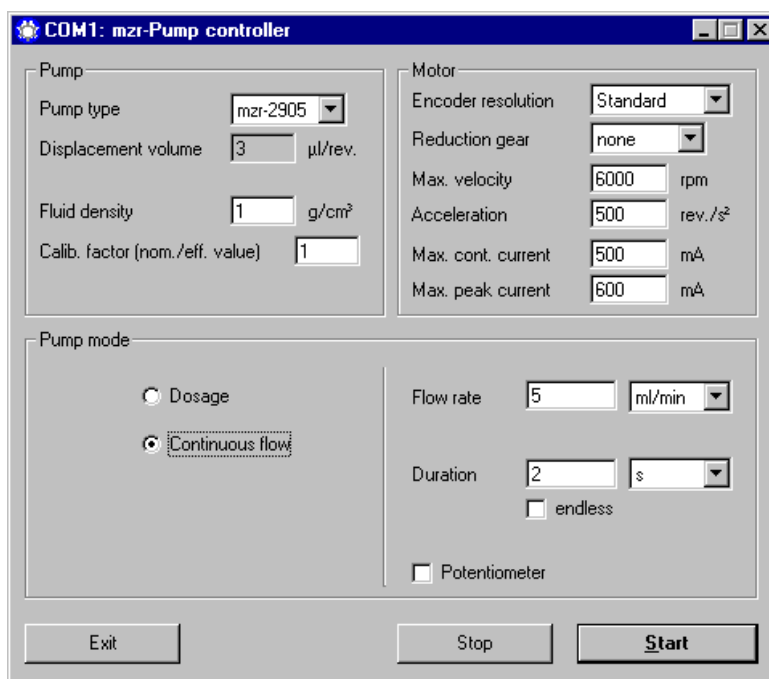 COM1: mzr-Pump controller
Pump
Pump type mzr-2905
Displacement volume 3 µl/rev.
Fluid density 1 g/cm³
Calib. factor (nom./eff. value) 1
Motor
Encoder resolution Standard
Reduction gear none
Max. velocity 6000 rpm
Acceleration 500 rev./s²
Max. cont. current 500 mA
Max. peak current 600 mA
Pump mode
Dosage
Continuous flow
Flow rate 5 ml/min
Duration 2 s
endless
Potentiometer
Exit Stop Start